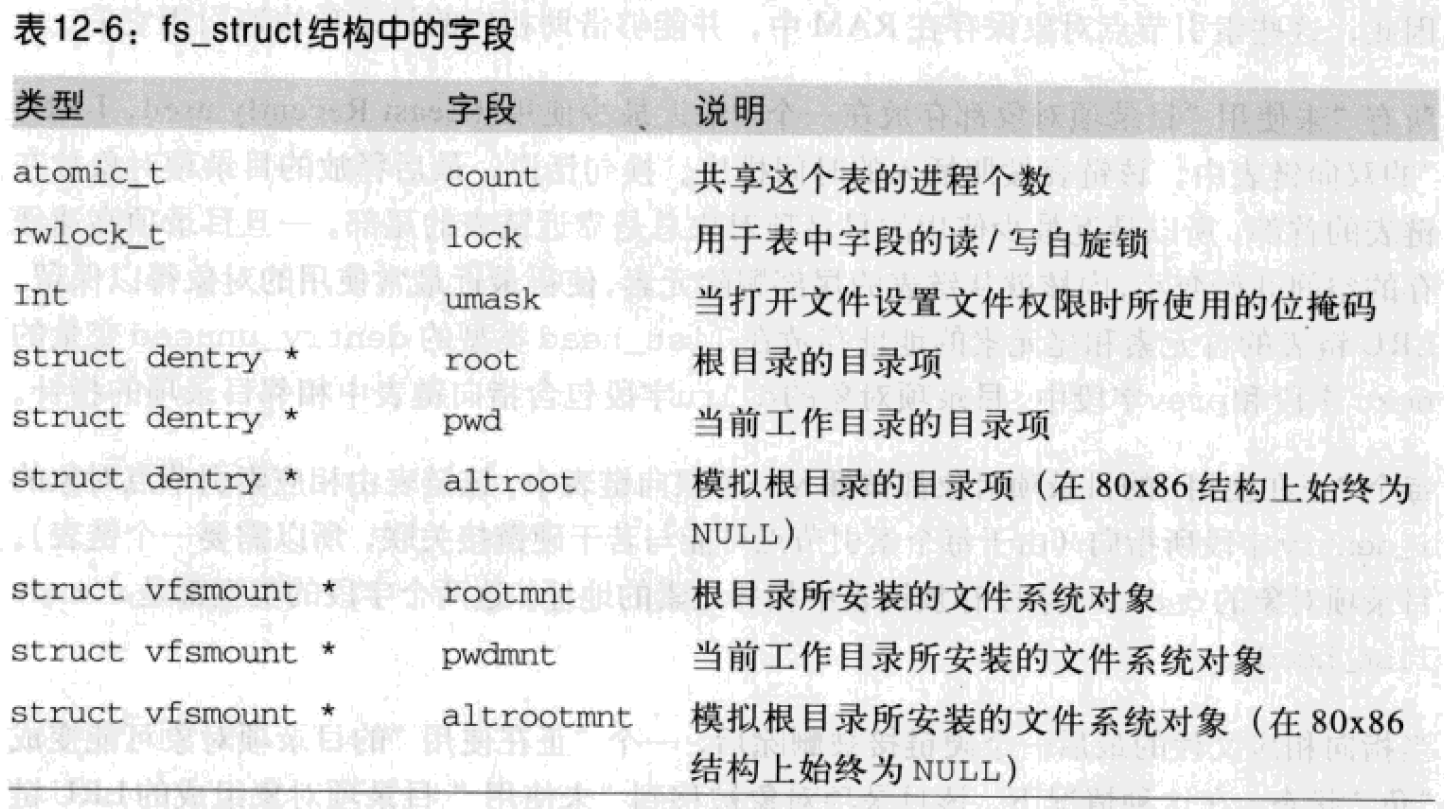 表12-6：fs_struct结构中的字段
类型 字段 说明
atomic_t count 共享这个表的进程个数
rwlock_t lock 用于表中字段的读/写自旋锁
Int umask 当打开文件设置文件权限时所使用的位掩码
struct dentry * root 根目录的目录项
struct dentry * pwd 当前工作目录的目录项
struct dentry * altroot 模拟根目录的目录项（在80x86结构上始终为
NULL）
struct vfsmount * rootmnt 根目录所安装的文件系统对象
struct vfsmount * pwdmnt 当前工作目录所安装的文件系统对象
struct vfsmount * altrootmnt 模拟根目录所安装的文件系统对象（在80x86
结构上始终为NULL）